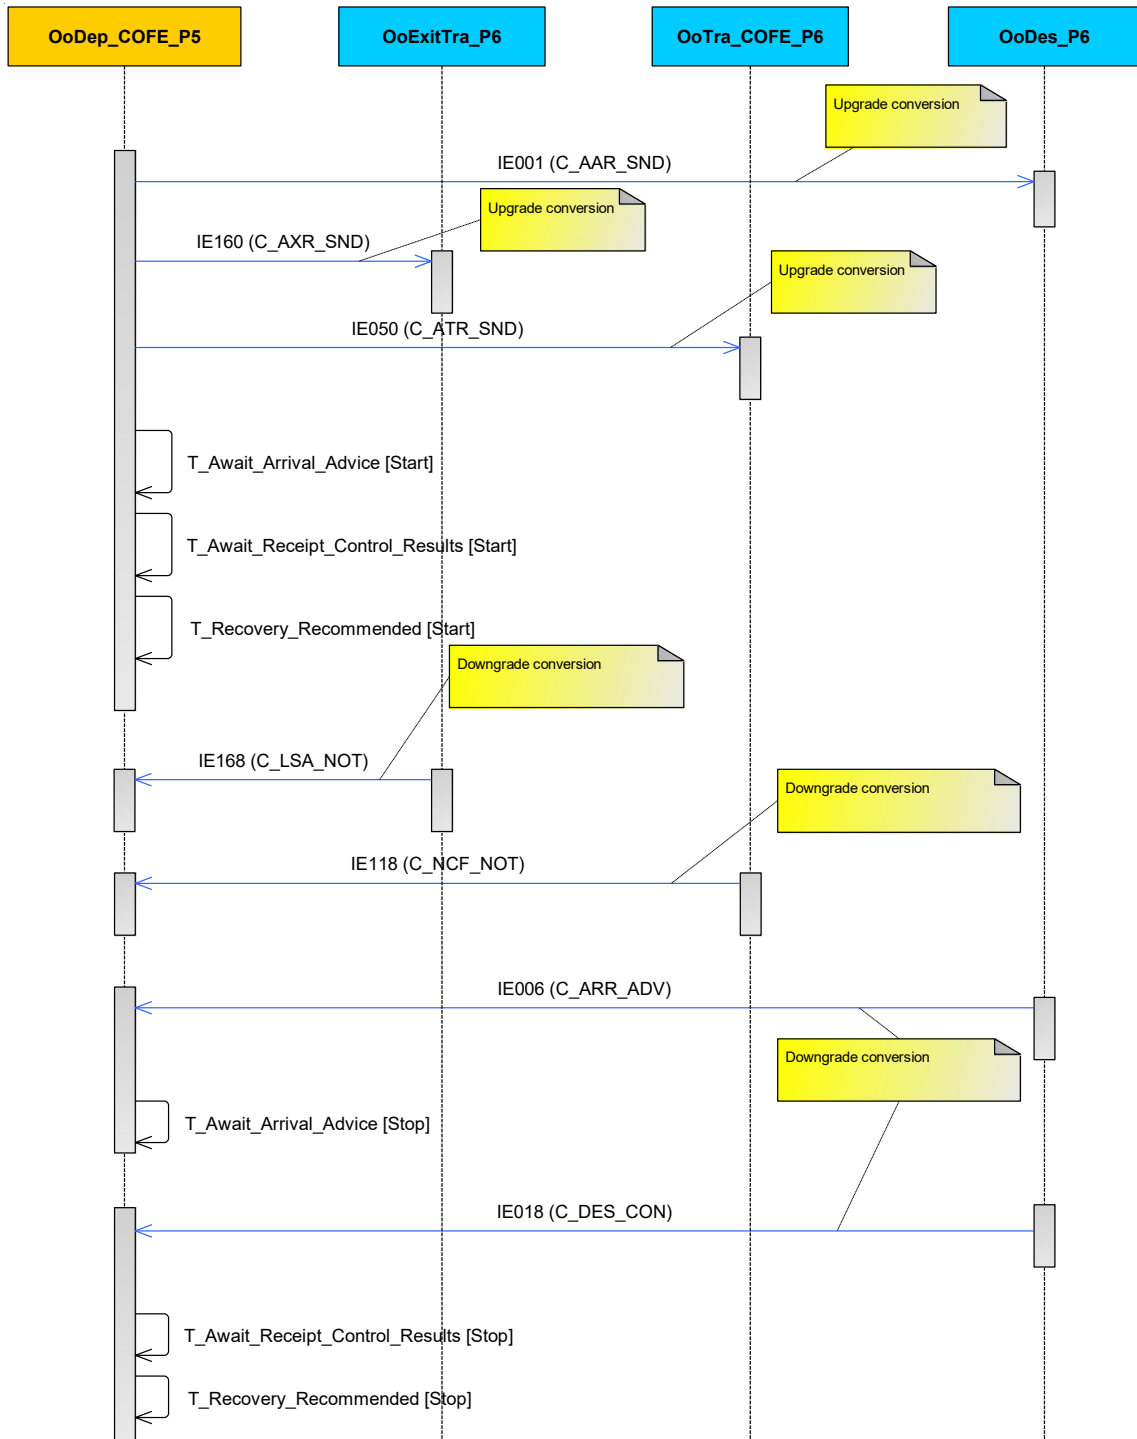 OoDep_COFE_P5
OoExitTra_P6
OoTra_COFE_P6
OoDes_P6
Upgrade conversion
IE001 (C_AAR_SND)
Upgrade conversion
IE160 (C_AXR_SND)
Upgrade conversion
IE050 (C_ATR_SND)
T_Await_Arrival_Advice [Start]
T_Await_Receipt_Control_Results [Start]
T_Recovery_Recommended [Start]
Downgrade conversion
IE168 (C_LSA_NOT)
Downgrade conversion
IE118 (C_NCF_NOT)
IE006 (C_ARR_ADV)
Downgrade conversion
T_Await_Arrival_Advice [Stop]
IE018 (C_DES_CON)
T_Await_Receipt_Control_Results [Stop]
T_Recovery_Recommended [Stop]